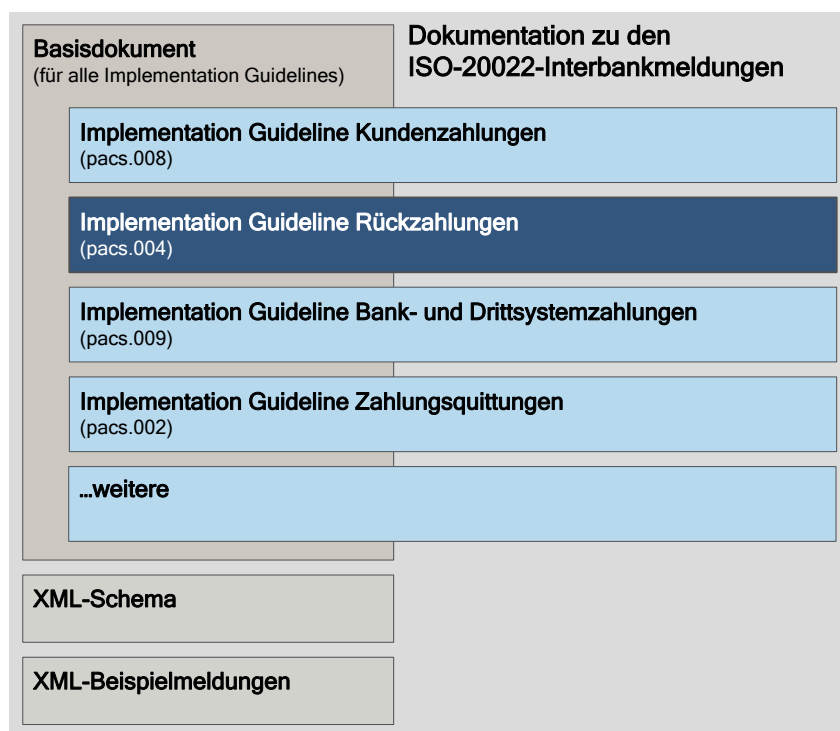 Basisdokument
(für alle Implementation Guidelines)
Dokumentation zu den
ISO-20022-Interbankmeldungen
Implementation Guideline Kundenzahlungen
(pacs.008)
Implementation Guideline Rückzahlungen
(pacs.004)
Implementation Guideline Bank- und Drittsystemzahlungen
(pacs.009)
Implementation Guideline Zahlungsquittungen
(pacs.002)
...weitere
XML-Schema
XML-Beispielmeldungen